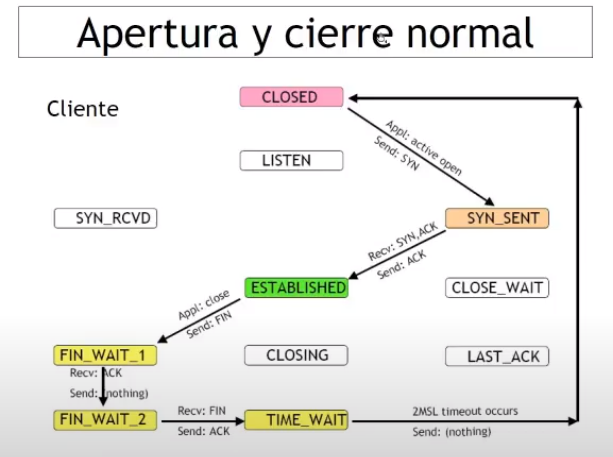 Apertura y cierre normal
Cliente
CLOSED
Appl: active open
Send: SYN
LISTEN
SYN_RCVD
SYN_SENT
Recv: SYN,ACK
Send: ACK
ESTABLISHED
CLOSE_WAIT
Appl: close
Send: FIN
FIN_WAIT_1
CLOSING
LAST_ACK
Recv: ACK
Send: (nothing)
FIN_WAIT_2
Recv: FIN
Send: ACK
TIME_WAIT
2MSL timeout occurs
Send: (nothing)